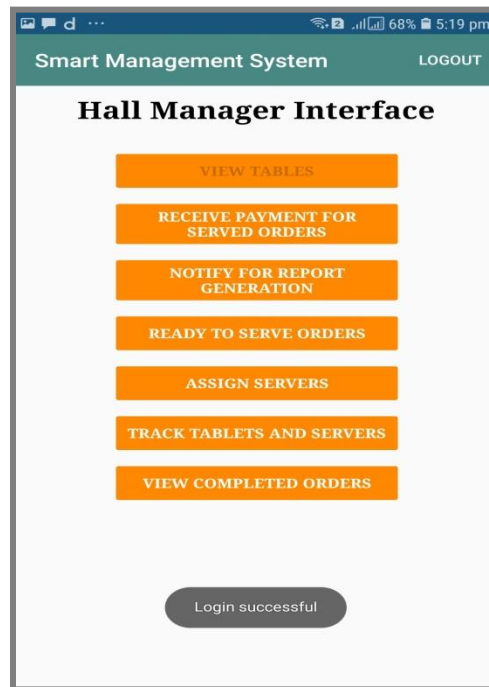 d ... 2 68% 5:19 pm
Smart Management System LOGOUT
Hall Manager Interface
VIEW TABLES
RECEIVE PAYMENT FOR
SERVED ORDERS
NOTIFY FOR REPORT
GENERATION
READY TO SERVE ORDERS
ASSIGN SERVERS
TRACK TABLETS AND SERVERS
VIEW COMPLETED ORDERS
Login successful